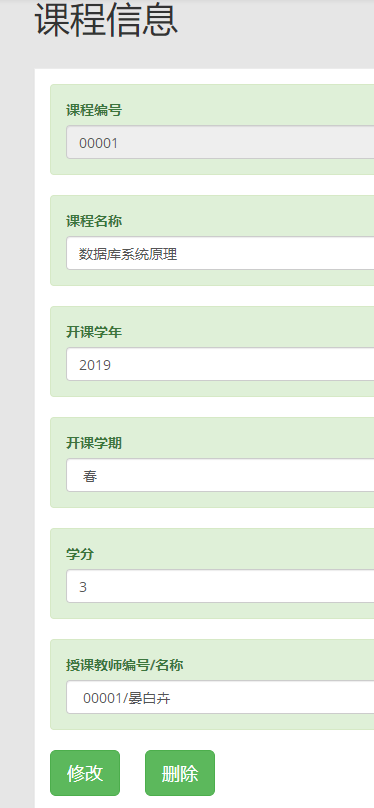 课程信息
课程编号
00001
课程名称
数据库系统原理
开课学年
2019
开课学期
春
学分
3
授课教师编号/名称
00001/晏白卉
修改 删除